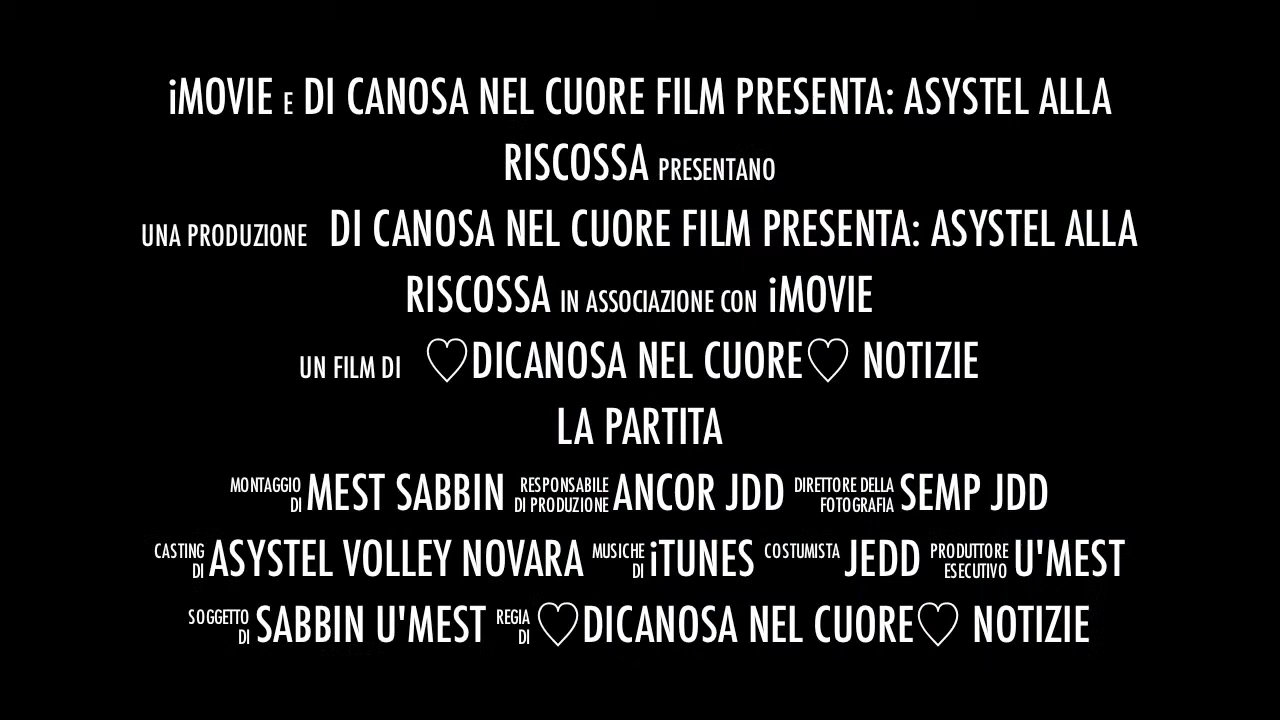 iMOVIE E DI CANOSA NEL CUORE FILM PRESENTA: ASYSTEL ALLA
RISCOSSA PRESENTANO
UNA PRODUZIONE DI CANOSA NEL CUORE FILM PRESENTA: ASYSTEL ALLA
RISCOSSA IN ASSOCIAZIONE CON iMOVIE
UN FILM DI ♡DICANOSA NEL CUORE♡ NOTIZIE
LA PARTITA
MONTAGGIO DI MEST SABBIN RESPONSABILE DI PRODUZIONE ANCOR JDD DIRETTORE DELLA FOTOGRAFIA SEMP JDD
CASTING DI ASYSTEL VOLLEY NOVARA MUSICHE DI iTUNES COSTUMISTA JEDD PRODUTTORE ESECUTIVO U'MEST
SOGGETTO DI SABBIN U'MEST REGIA DI ♡DICANOSA NEL CUORE♡ NOTIZIE